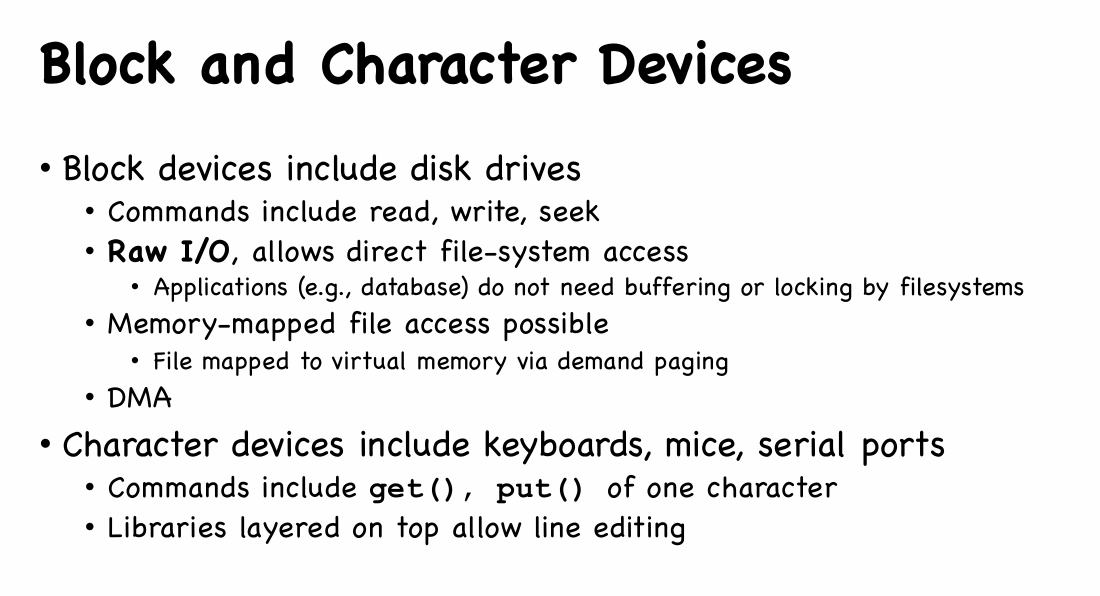 Block and Character Devices
• Block devices include disk drives
• Commands include read, write, seek
• Raw I/O, allows direct file-system access
• Applications (e.g., database) do not need buffering or locking by filesystems
• Memory-mapped file access possible
• File mapped to virtual memory via demand paging
• DMA
• Character devices include keyboards, mice, serial ports
• Commands include get(), put() of one character
• Libraries layered on top allow line editing